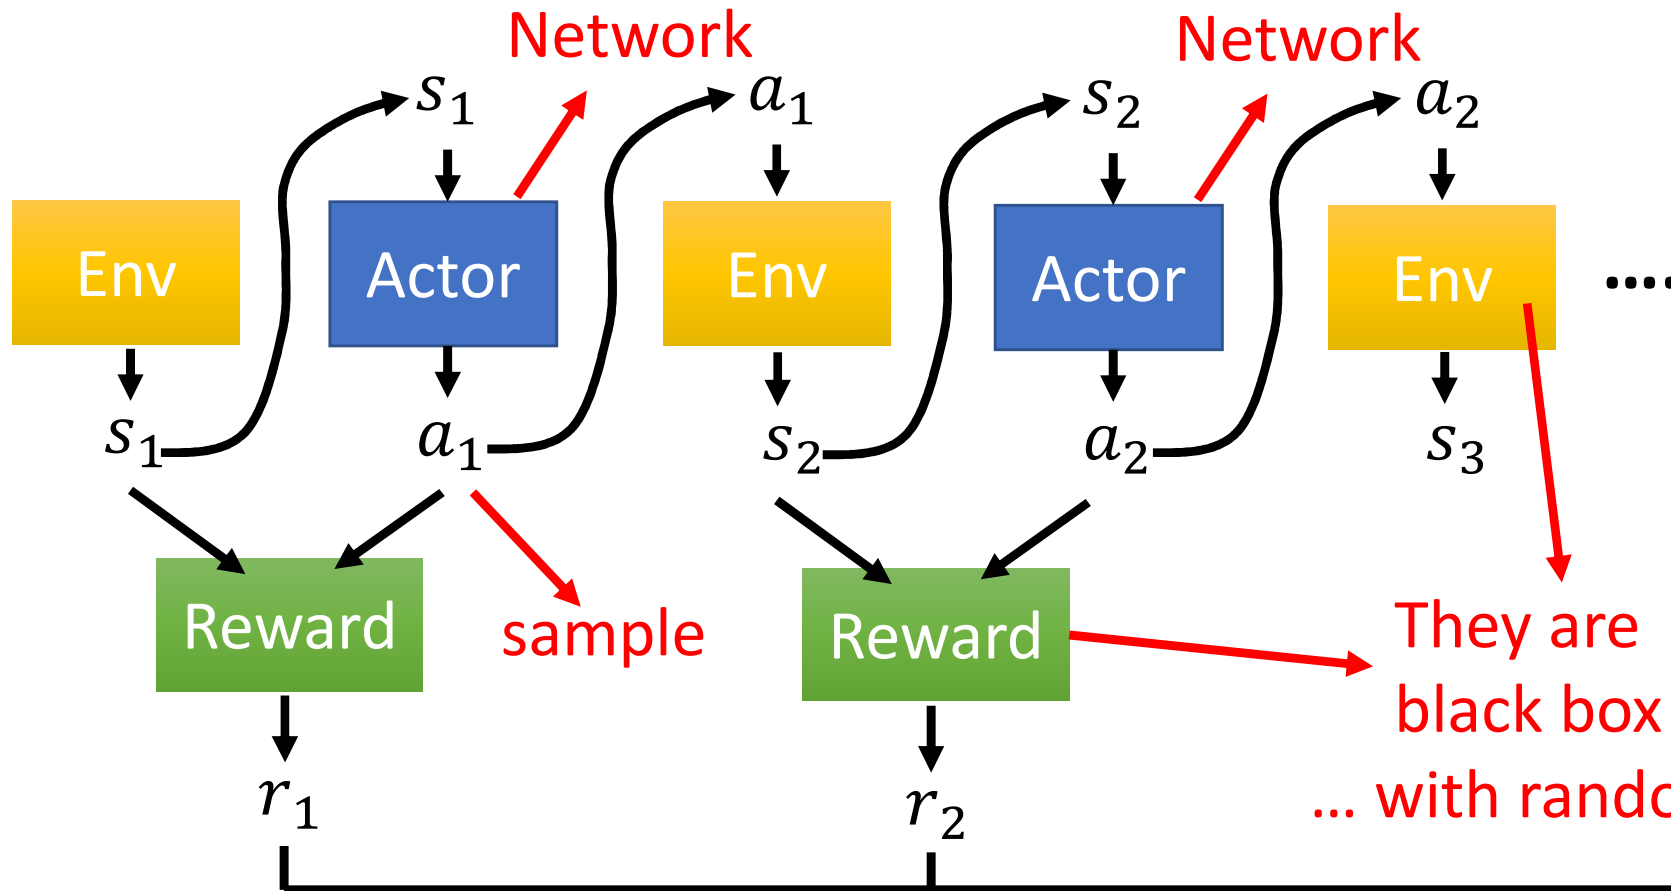 Network
Network
s₁
a₁
s₂
a₂
Env
Actor
Env
Actor
Env
....
s₁
a₁
s₂
a₂
s₃
Reward
sample
Reward
They are
black box
r₁
r₂
... with rando